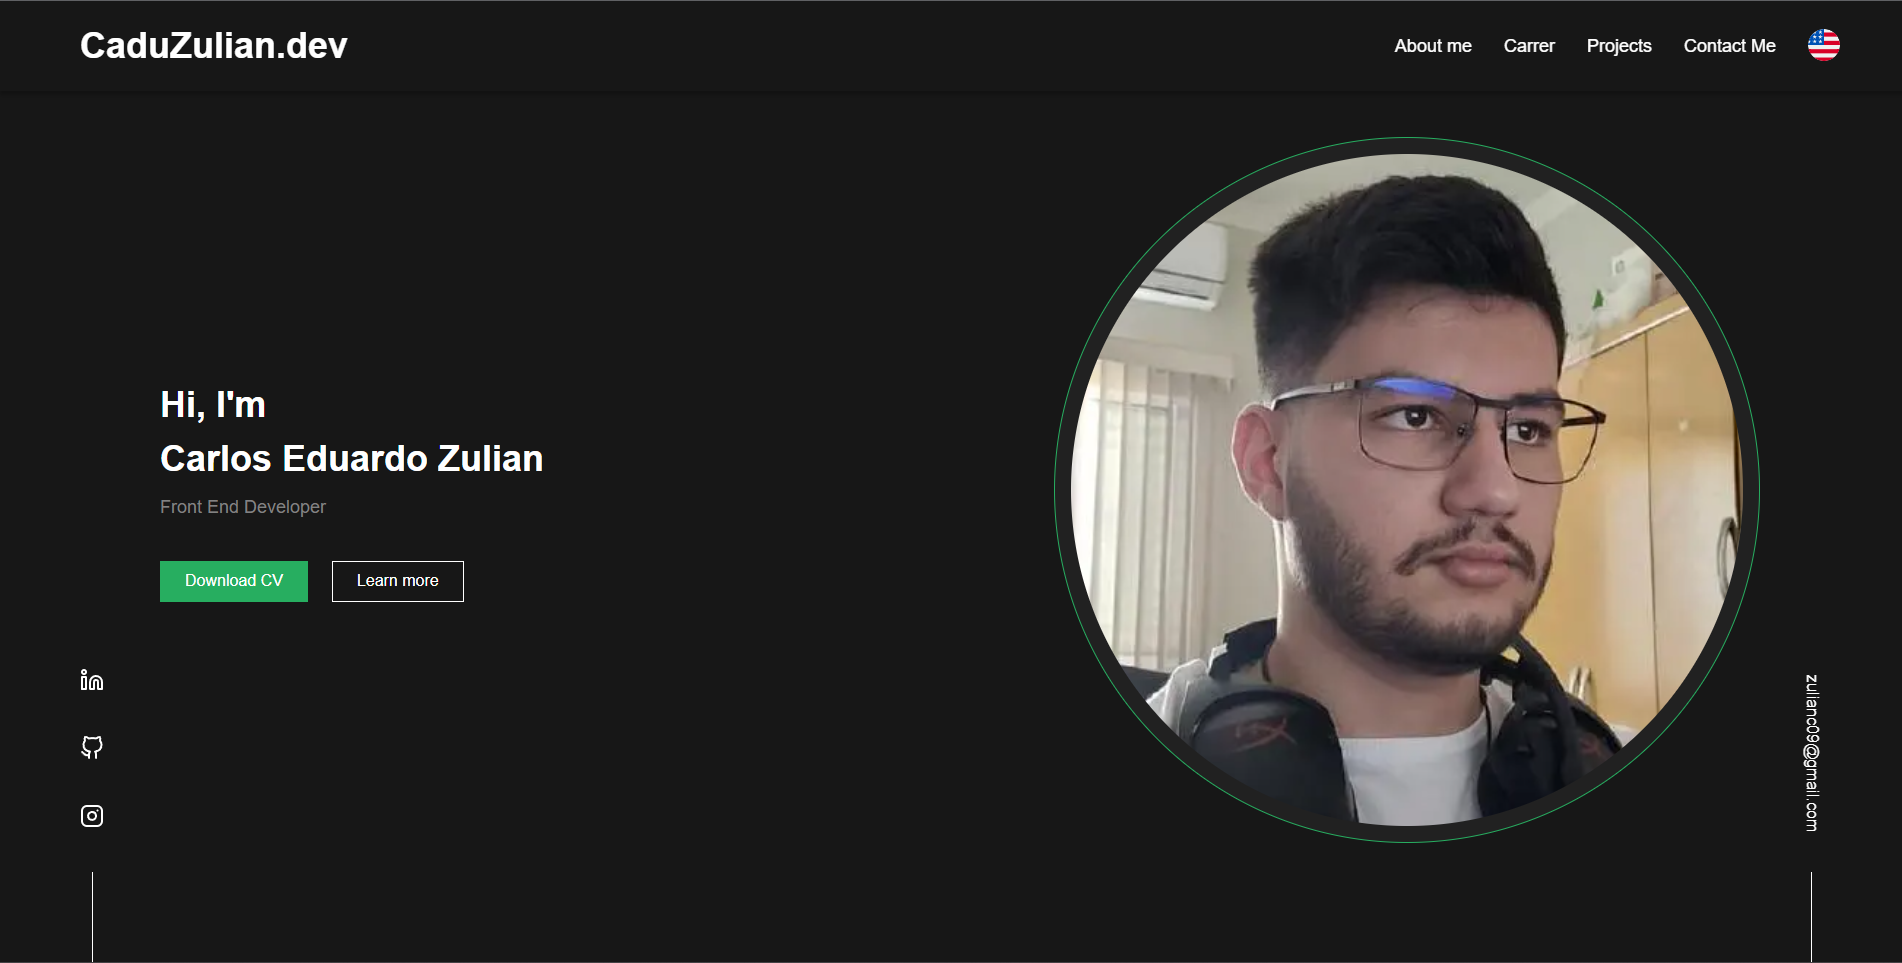 CaduZulian.dev
About me
Carrer
Projects
Contact Me
Hi, I'm
Carlos Eduardo Zulian
Front End Developer
Download CV
Learn more
zulianc09@gmail.com